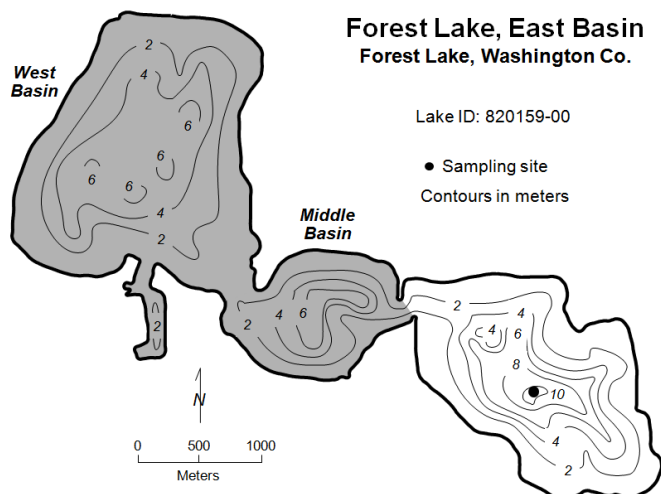 Forest Lake, East Basin
Forest Lake, Washington Co.
Lake ID: 820159-00
Sampling site
Contours in meters
West
Basin
2
4
6
6
6
6
4
2
2
Middle
Basin
2
4
6
2
4
4
6
8
10
4
2
N
0 500 1000
Meters